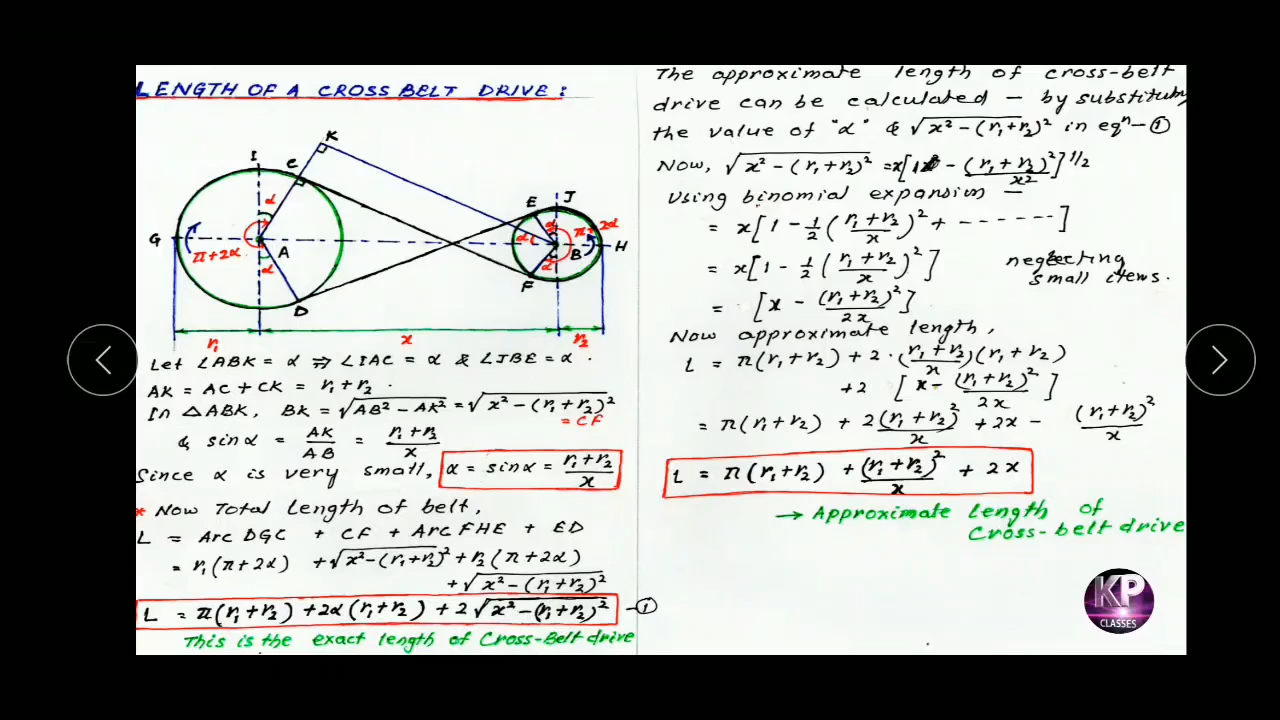 LENGTH OF A CROSS BELT DRIVE:
K
I
C
α
G
π+2α
A
α
D
E
J
α
α
π+2α
B
H
α
F
r₁
x
r₂
Let ∠ABK = α ⇒ ∠IAC = α & ∠JBE = α.
AK = AC + CK = r₁ + r₂.
In △ABK, BK = √(AB² − AK²) = √(x² − (r₁+r₂)²)
= CF
& sinα = AK/AB = (r₁+r₂)/x
Since α is very small, α = sinα = (r₁+r₂)/x
* Now Total Length of belt,
L = Arc DGC + CF + Arc FHE + ED
= r₁(π+2α) + √(x²−(r₁+r₂)²) + r₂(π+2α)
+ √(x²−(r₁+r₂)²)
L = π(r₁+r₂) + 2α(r₁+r₂) + 2√(x²−(r₁+r₂)²) —①
This is the exact length of Cross-Belt drive
The approximate length of cross-belt
drive can be calculated – by substituby
the value of "α" & √(x²−(r₁+r₂)²) in eqⁿ–①
Now, √(x²−(r₁+r₂)²) = x[1 − (r₁+r₂)²/x²]^1/2
Using binomial expansion —
= x[1 − ½((r₁+r₂)/x)² + - - - - - - -]
= x[1 − ½((r₁+r₂)/x)²] neglecting
small items.
= [x − (r₁+r₂)²/2x]
Now approximate length,
L = π(r₁+r₂) + 2·((r₁+r₂)/x)(r₁+r₂)
+2 [x − (r₁+r₂)²/2x]
= π(r₁+r₂) + 2(r₁+r₂)²/x + 2x − (r₁+r₂)²/x
L = π(r₁+r₂) + (r₁+r₂)²/x + 2x
→ Approximate Length of
Cross-belt drive
KP
CLASSES